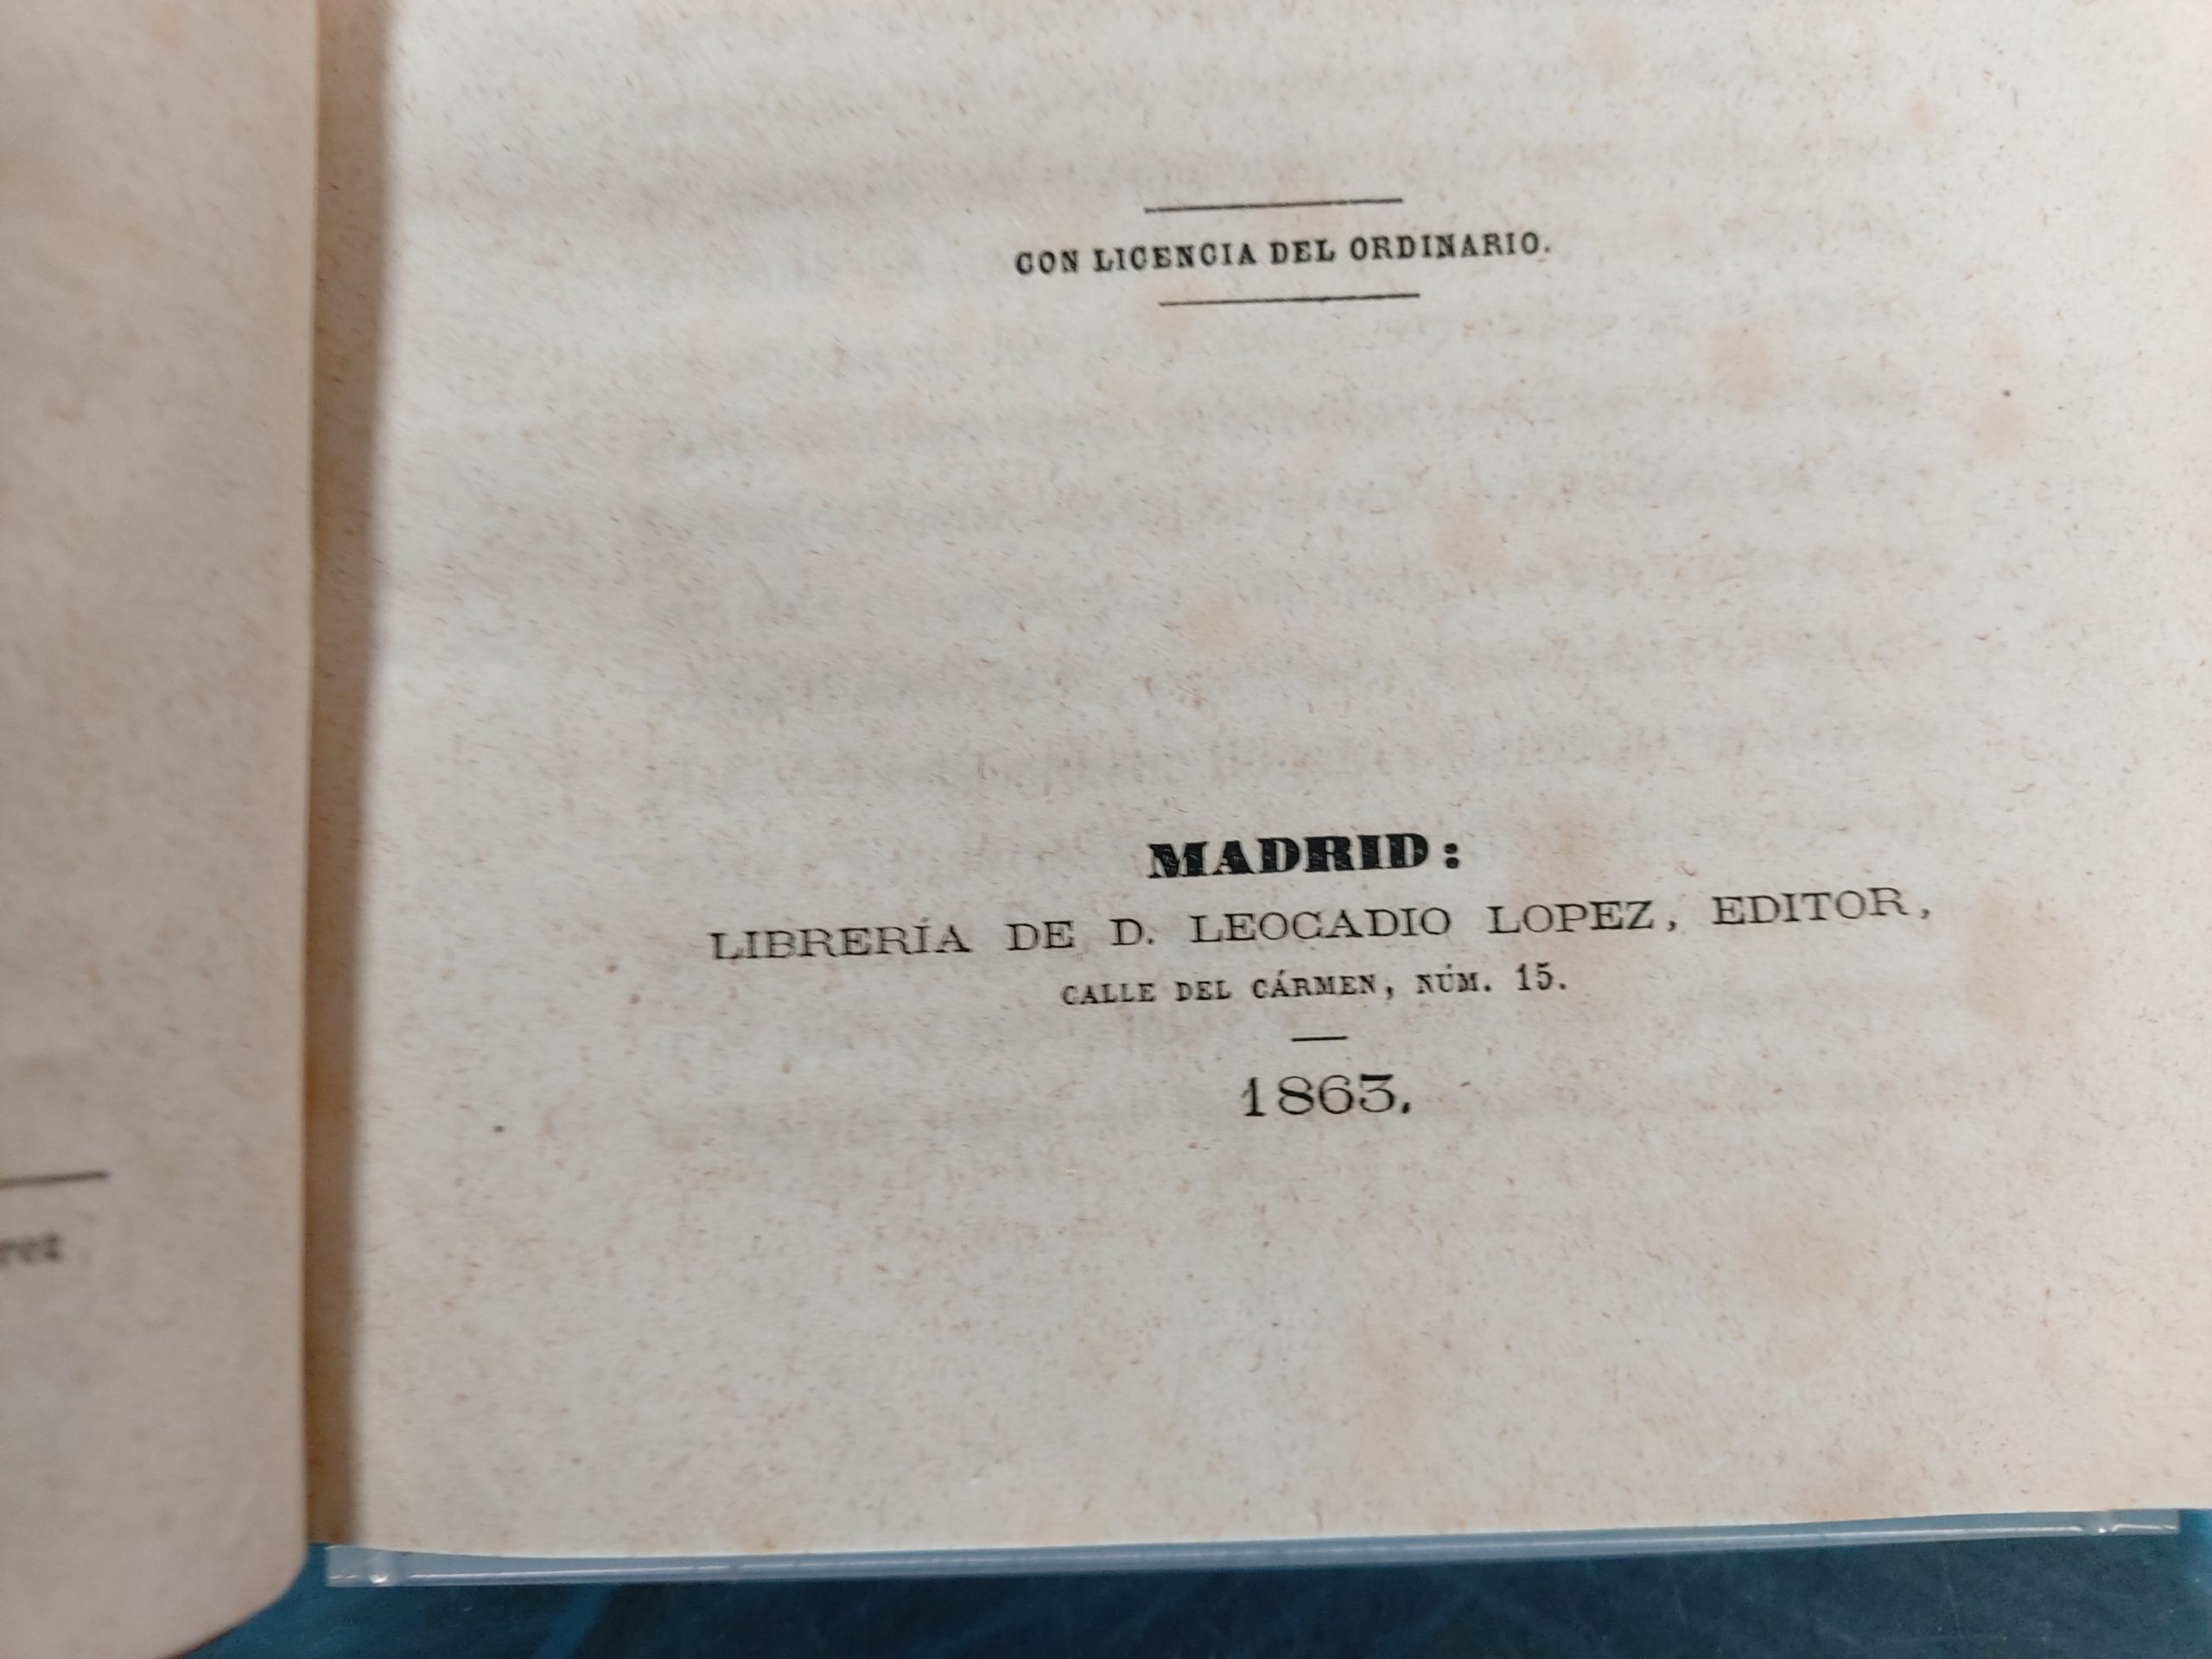 CON LICENCIA DEL ORDINARIO.
MADRID:
LIBRERÍA DE D. LEOCADIO LOPEZ, EDITOR,
CALLE DEL CÁRMEN, NÚM. 15.
1863.